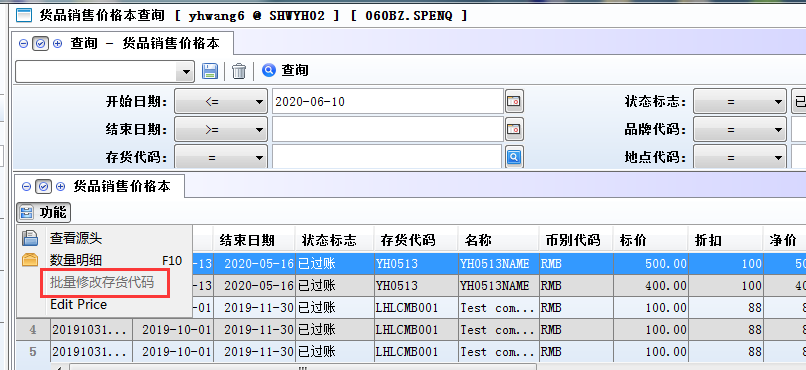 货品销售价格本查询 [ yhwang6 @ SHWYH02 ] [ 060BZ.SPENQ ]
查询 - 货品销售价格本
查询
开始日期: <= 2020-06-10 状态标志: = 已
结束日期: >= 品牌代码: =
存货代码: = 地点代码: =
货品销售价格本
功能
结束日期 状态标志 存货代码 名称 币别代码 标价 折扣 净价
查看源头
数量明细 F10
批量修改存货代码
Edit Price
-13 2020-05-16 已过账 YH0513 YH0513NAME RMB 500.00 100 50
-13 2020-05-16 已过账 YH0513 YH0513NAME RMB 400.00 100 40
-01 2019-11-30 已过账 LHLCMB001 Test com... RMB 100.00 88 8
4 20191031... 2019-10-01 2019-11-30 已过账 LHLCMB001 Test com... RMB 100.00 88 8
5 20191031... 2019-10-01 2019-11-30 已过账 LHLCMB001 Test com... RMB 100.00 88 8